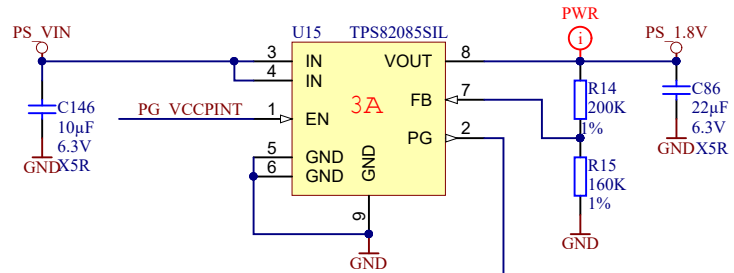 PWR
PS_VIN
U15 TPS82085SIL
PS_1.8V
3 IN
4 IN
VOUT 8
1 EN
PG_VCCPINT
3A
FB 7
PG 2
5 GND
6 GND
GND
9
GND
C146
10µF
6.3V
X5R
GND
R14
200K
1%
R15
160K
1%
GND
C86
22µF
6.3V
X5R
GND
i